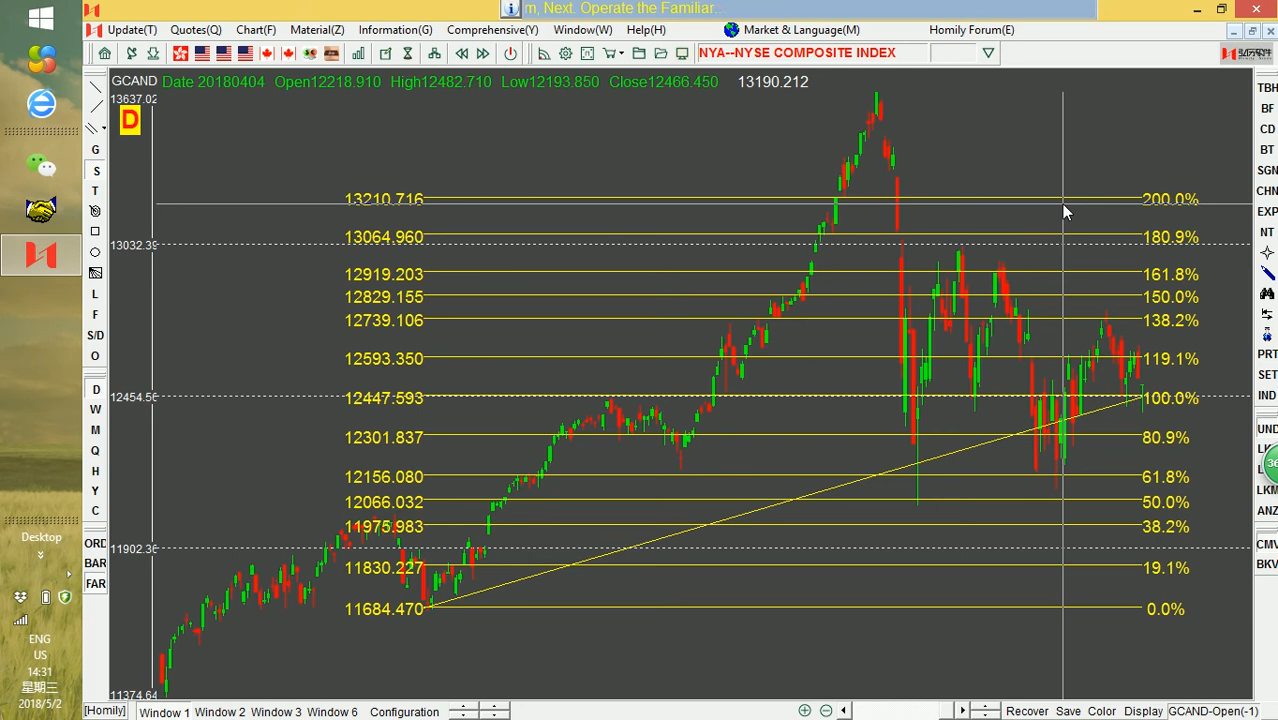 m, Next. Operate the Familiar...
Update(T) Quotes(Q) Chart(F) Material(Z) Information(G) Comprehensive(Y) Window(W) Help(H) Market & Language(M) Homily Forum(E)
NYA--NYSE COMPOSITE INDEX
GCAND Date 20180404 Open12218.910 High12482.710 Low12193.850 Close12466.450 13190.212
13637.02
D
13210.716 200.0%
13064.960 180.9%
13032.39
12919.203 161.8%
12829.155 150.0%
12739.106 138.2%
12593.350 119.1%
12454.56
12447.593 100.0%
12301.837 80.9%
12156.080 61.8%
12066.032 50.0%
11975.983 38.2%
11902.36
11830.227 19.1%
11684.470 0.0%
11374.64
G
S
T
L
F
S/D
O
D
W
M
Q
H
Y
C
ORD
BAR
FAR
TBH
BF
CD
BT
SGN
CHN
EXP
NT
PRT
SET
IND
UND
LK
L
LKM
ANZ
CMV
BKV
36
Desktop
ENG
US
14:31
星期三
2018/5/2
[Homily] Window 1 Window 2 Window 3 Window 6 Configuration Recover Save Color Display GCAND-Open(-1)